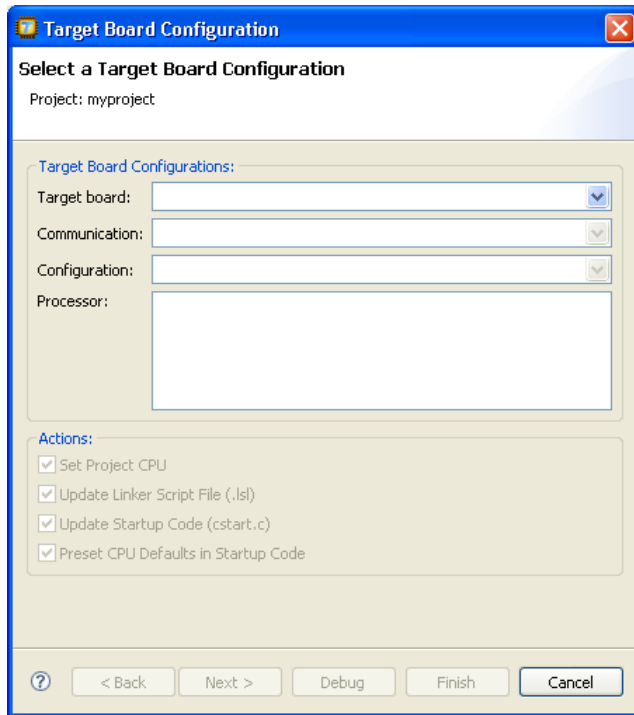 Target Board Configuration
Select a Target Board Configuration
Project: myproject
Target Board Configurations:
Target board:
Communication:
Configuration:
Processor:
Actions:
Set Project CPU
Update Linker Script File (.lsl)
Update Startup Code (cstart.c)
Preset CPU Defaults in Startup Code
? < Back Next > Debug Finish Cancel